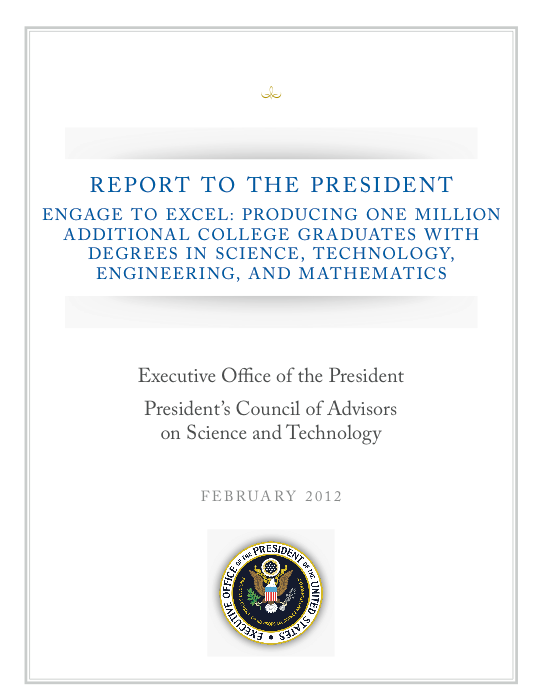 REPORT TO THE PRESIDENT
ENGAGE TO EXCEL: PRODUCING ONE MILLION
ADDITIONAL COLLEGE GRADUATES WITH
DEGREES IN SCIENCE, TECHNOLOGY,
ENGINEERING, AND MATHEMATICS
Executive Office of the President
President’s Council of Advisors
on Science and Technology
FEBRUARY 2012
EXECUTIVE OFFICE OF THE PRESIDENT OF THE UNITED STATES